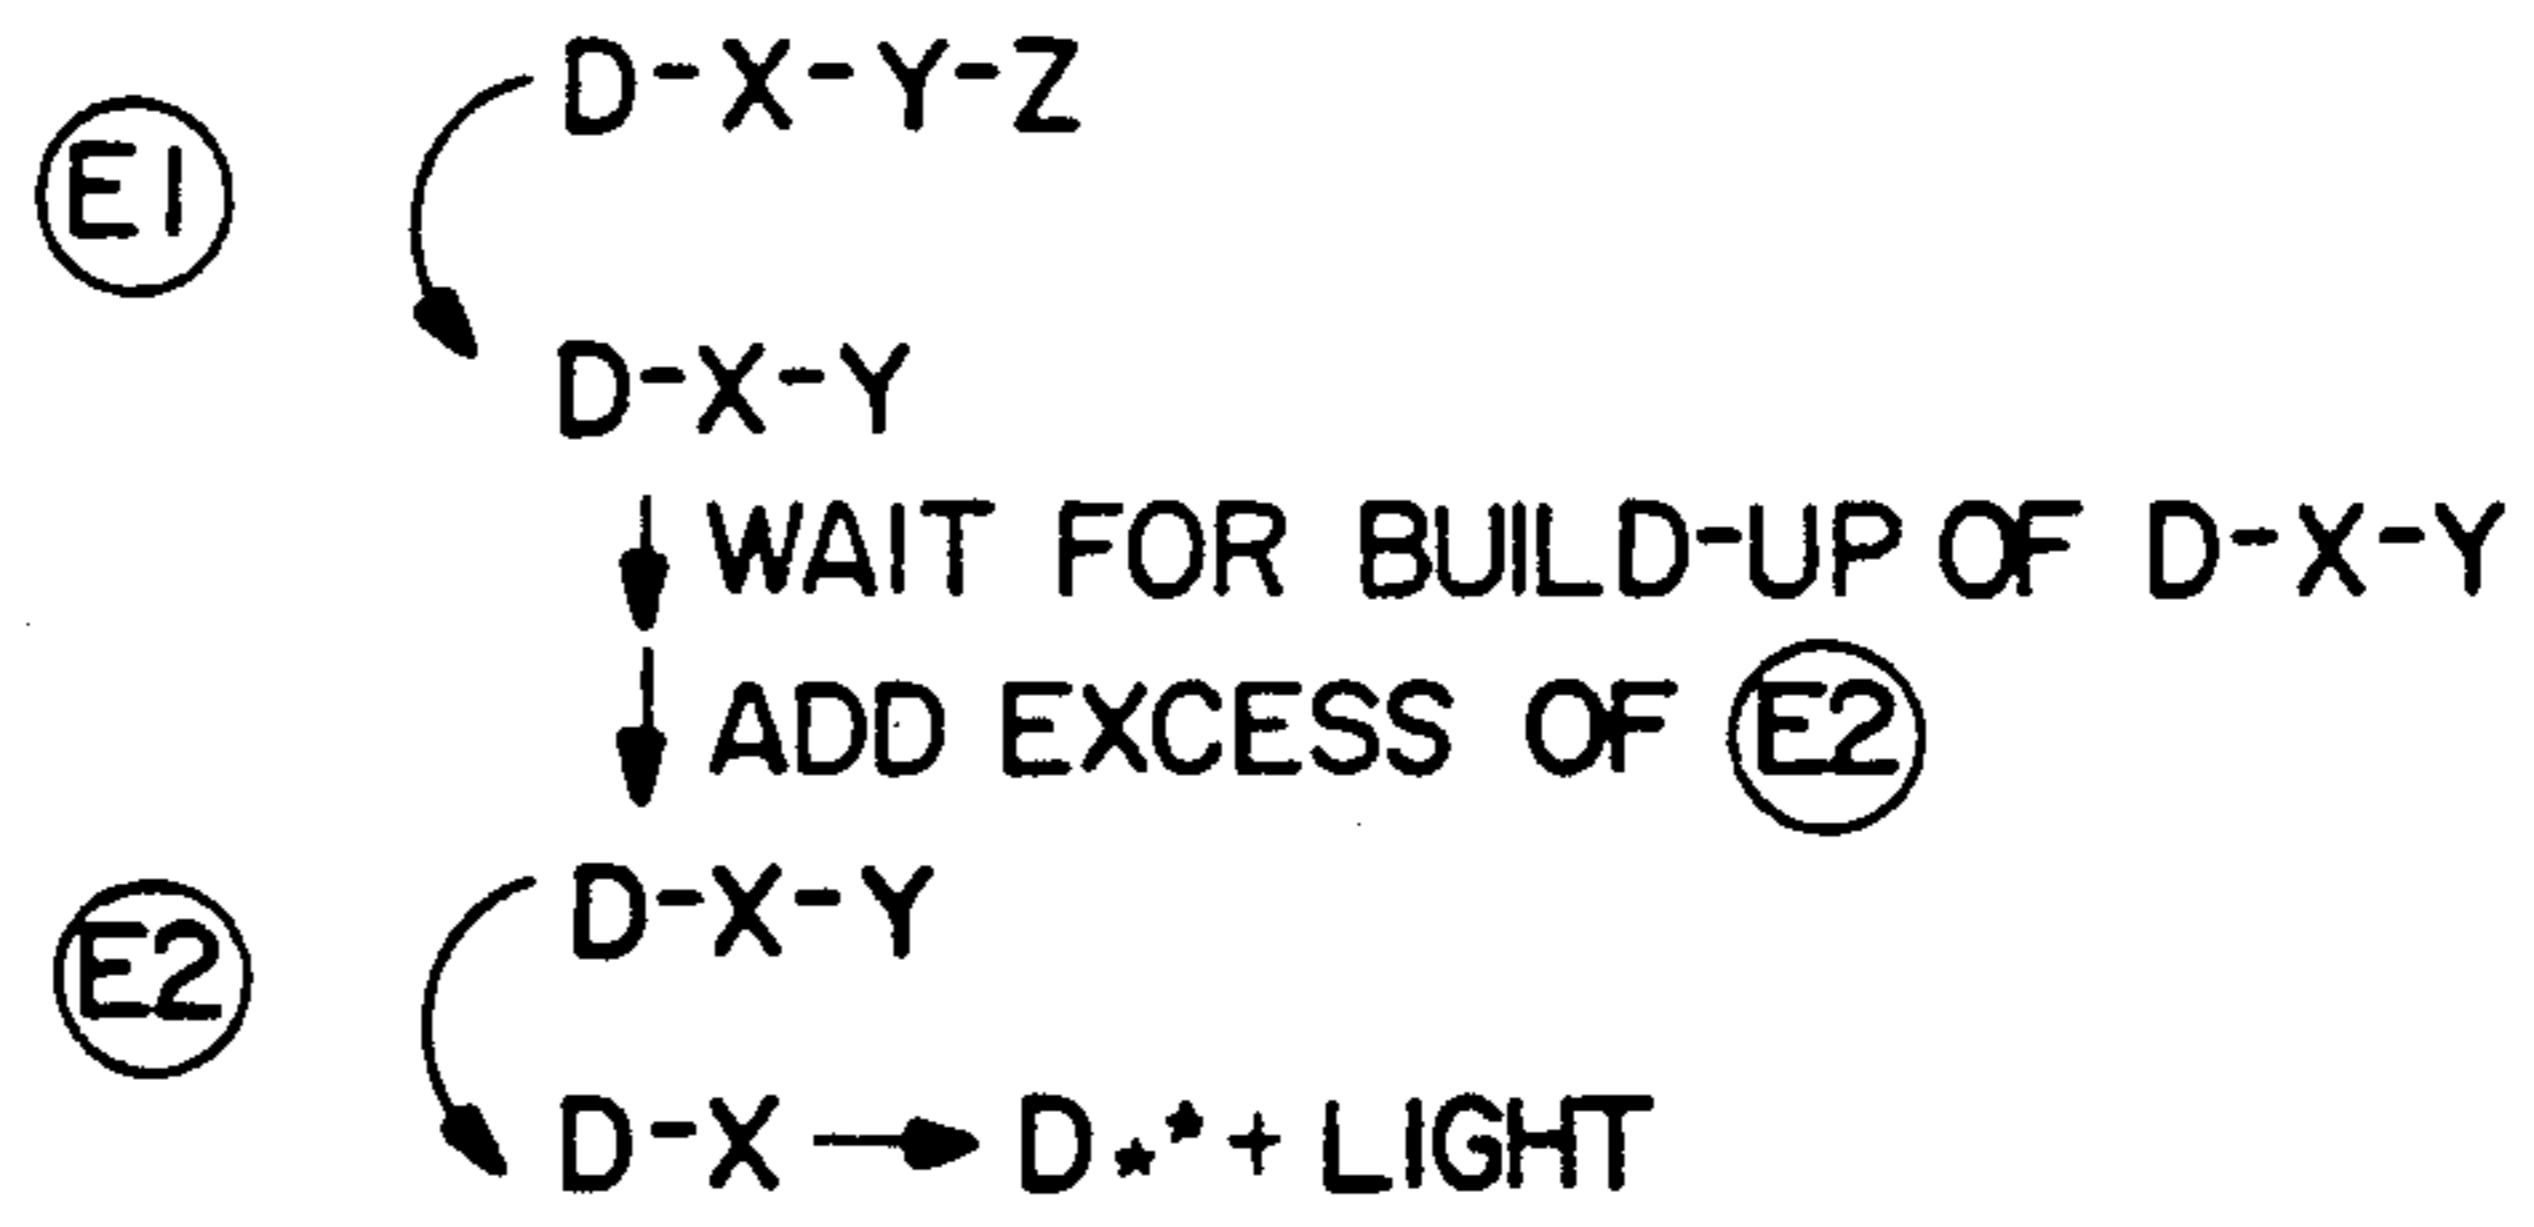 D-X-Y-Z
E1
D-X-Y
WAIT FOR BUILD-UP OF D-X-Y
ADD EXCESS OF E2
D-X-Y
E2
D-X → D** + LIGHT